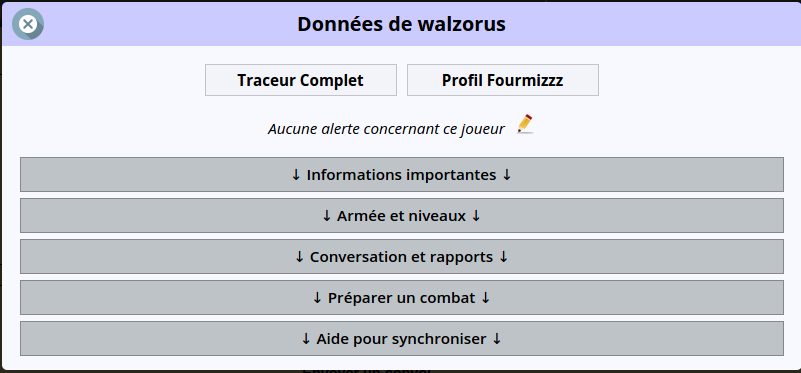 Données de walzorus
Traceur Complet
Profil Fourmizzz
Aucune alerte concernant ce joueur
↓ Informations importantes ↓
↓ Armée et niveaux ↓
↓ Conversation et rapports ↓
↓ Préparer un combat ↓
↓ Aide pour synchroniser ↓